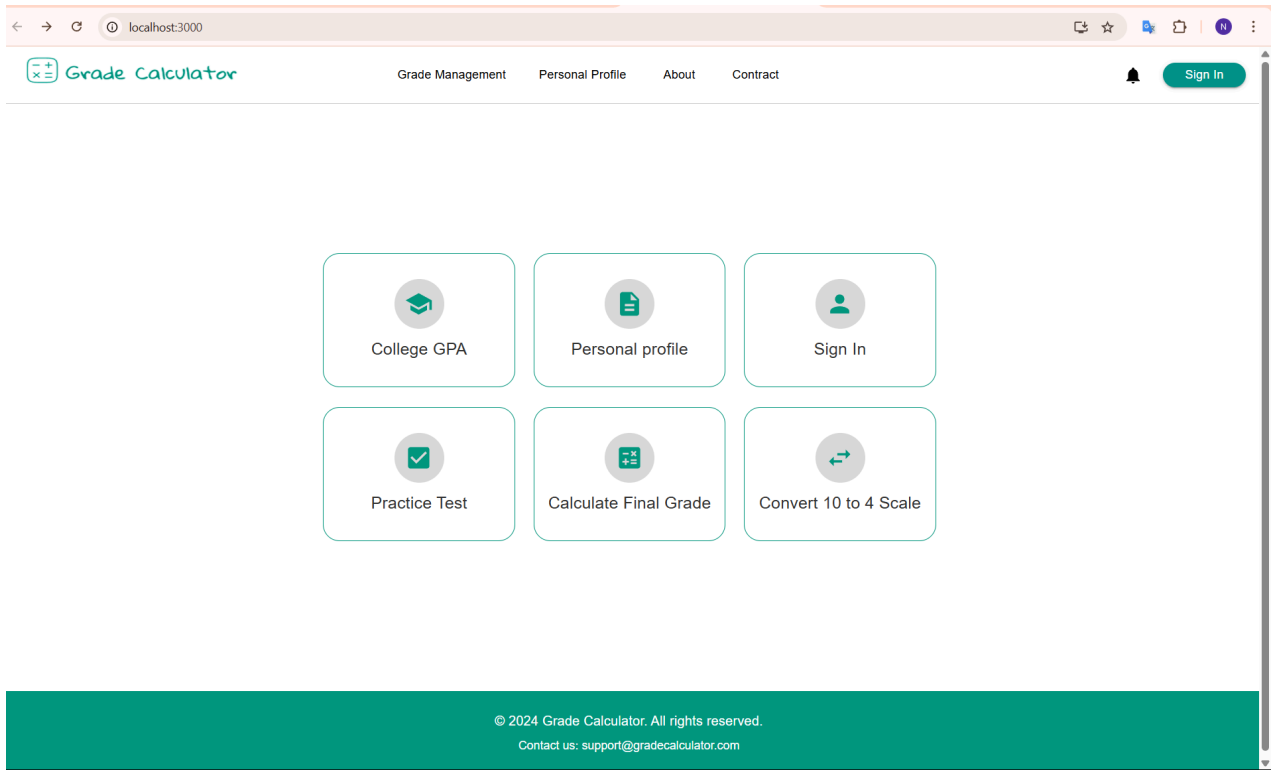 localhost:3000
N
Grade Calculator
Grade Management Personal Profile About Contract
Sign In
College GPA
Personal profile
Sign In
Practice Test
Calculate Final Grade
Convert 10 to 4 Scale
© 2024 Grade Calculator. All rights reserved.
Contact us: support@gradecalculator.com